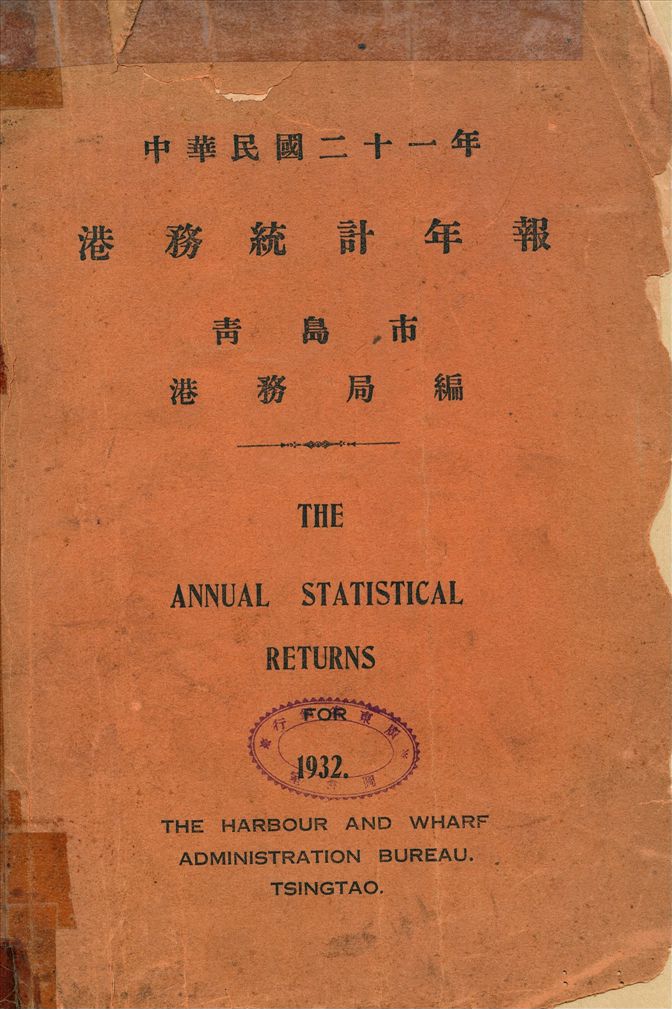 中華民國二十一年
港務統計年報
青島市
港務局編
THE
ANNUAL STATISTICAL
RETURNS
FOR
1932.
THE HARBOUR AND WHARF
ADMINISTRATION BUREAU.
TSINGTAO.